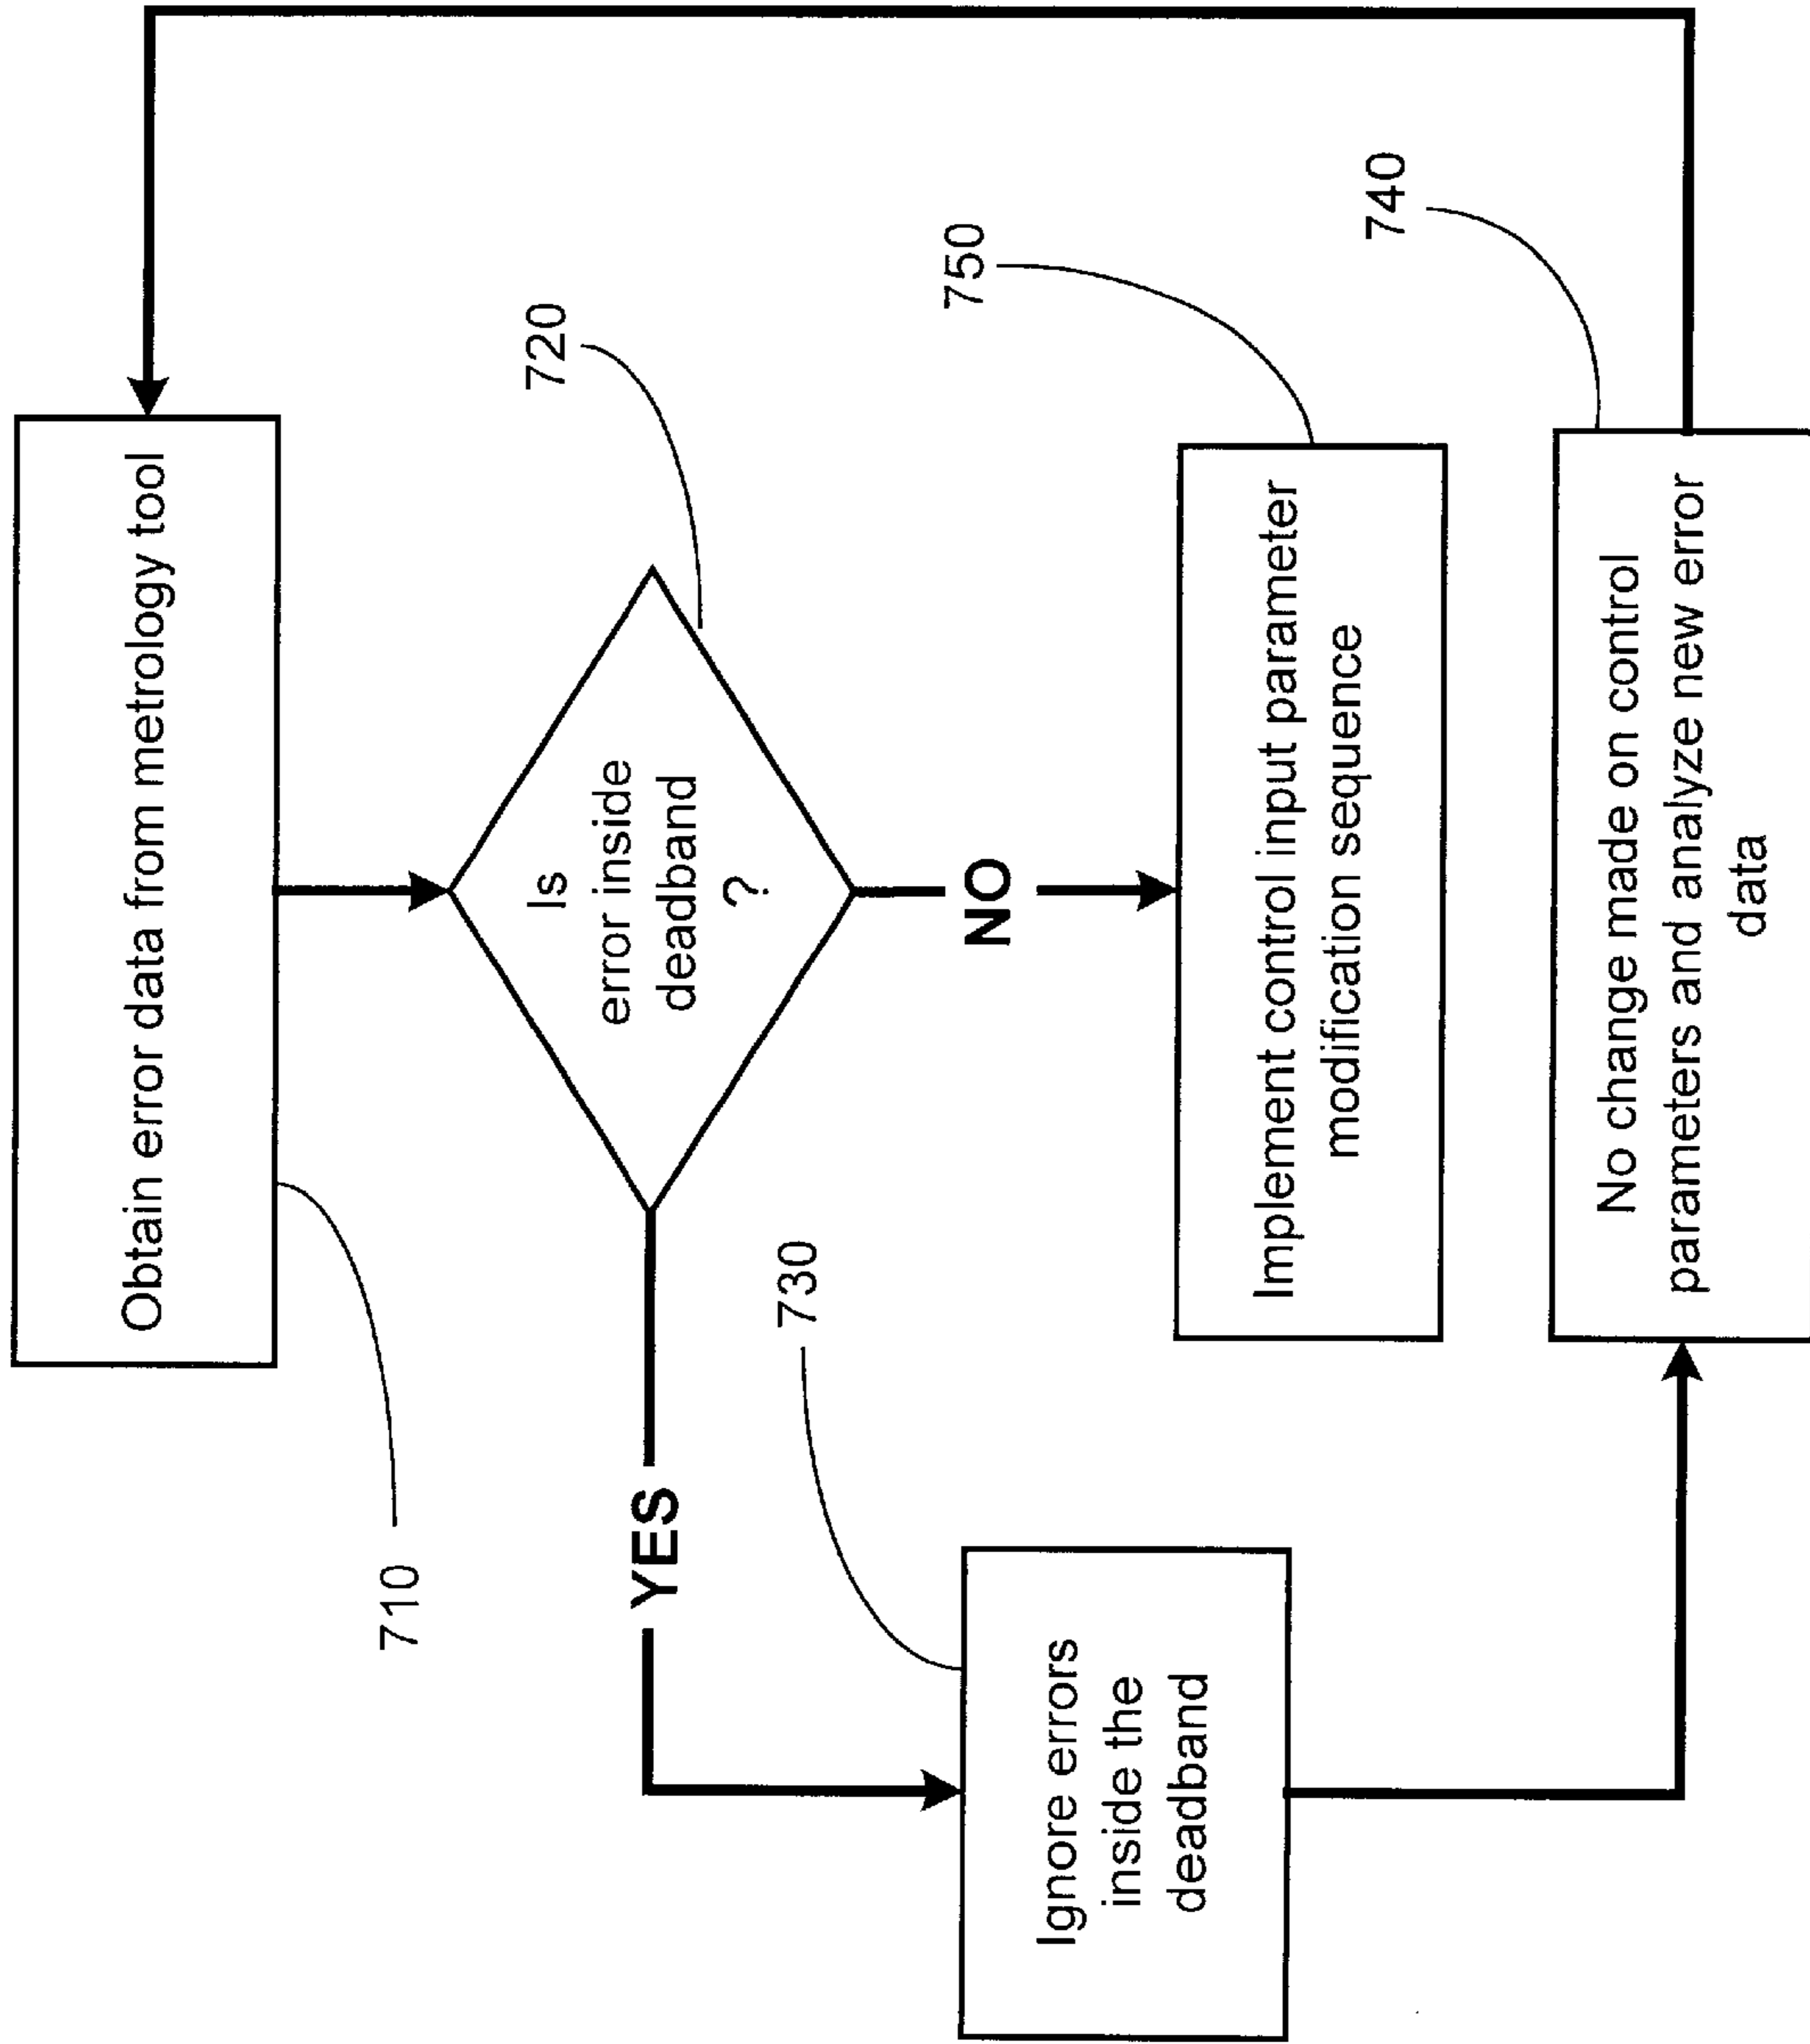 Obtain error data from metrology tool
710
Is
error inside
deadband
?
720
YES
NO
730
Ignore errors
inside the
deadband
750
Implement control input parameter
modification sequence
740
No change made on control
parameters and analyze new error
data